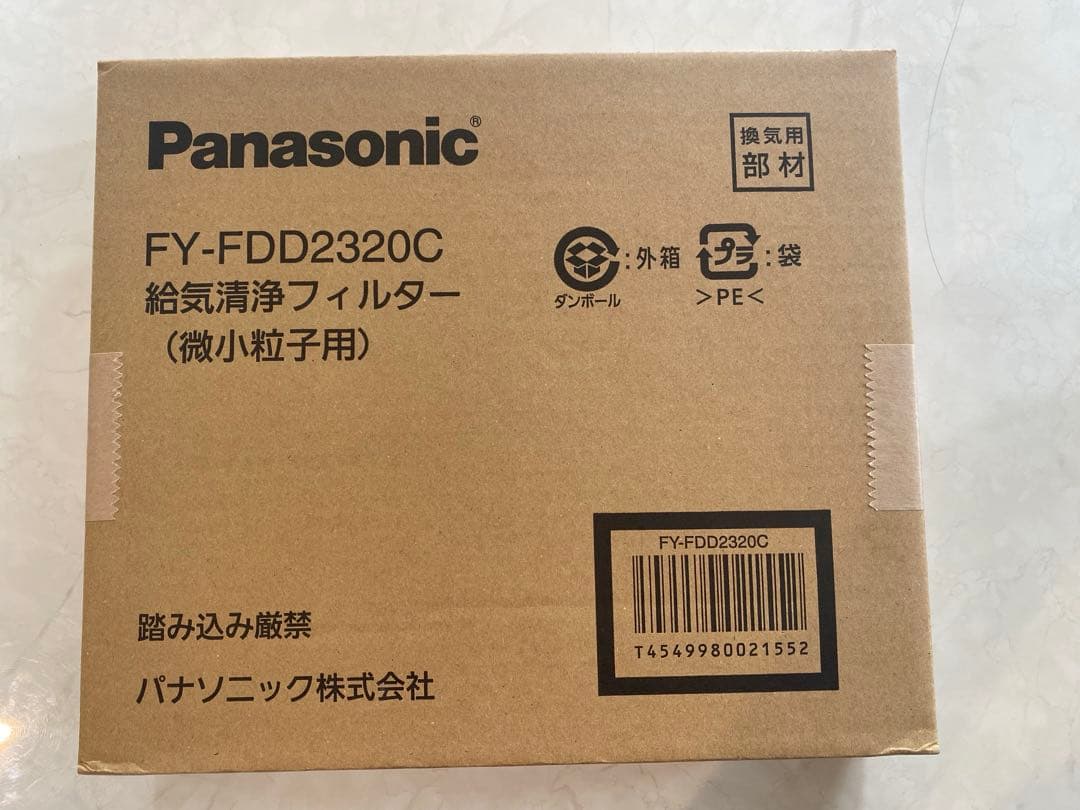 Panasonic®
換気用
部材
FY-FDD2320C
給気清浄フィルター
（微小粒子用）
ダンボール
:外箱
プラ
:袋
>PE<
FY-FDD2320C
T4549980021552
踏み込み厳禁
パナソニック株式会社